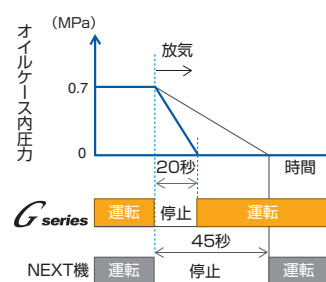 (MPa)
オイルケース内圧力
放気
0.7
0
20秒
時間
G series
運転
停止
運転
45秒
NEXT機
運転
停止
運転